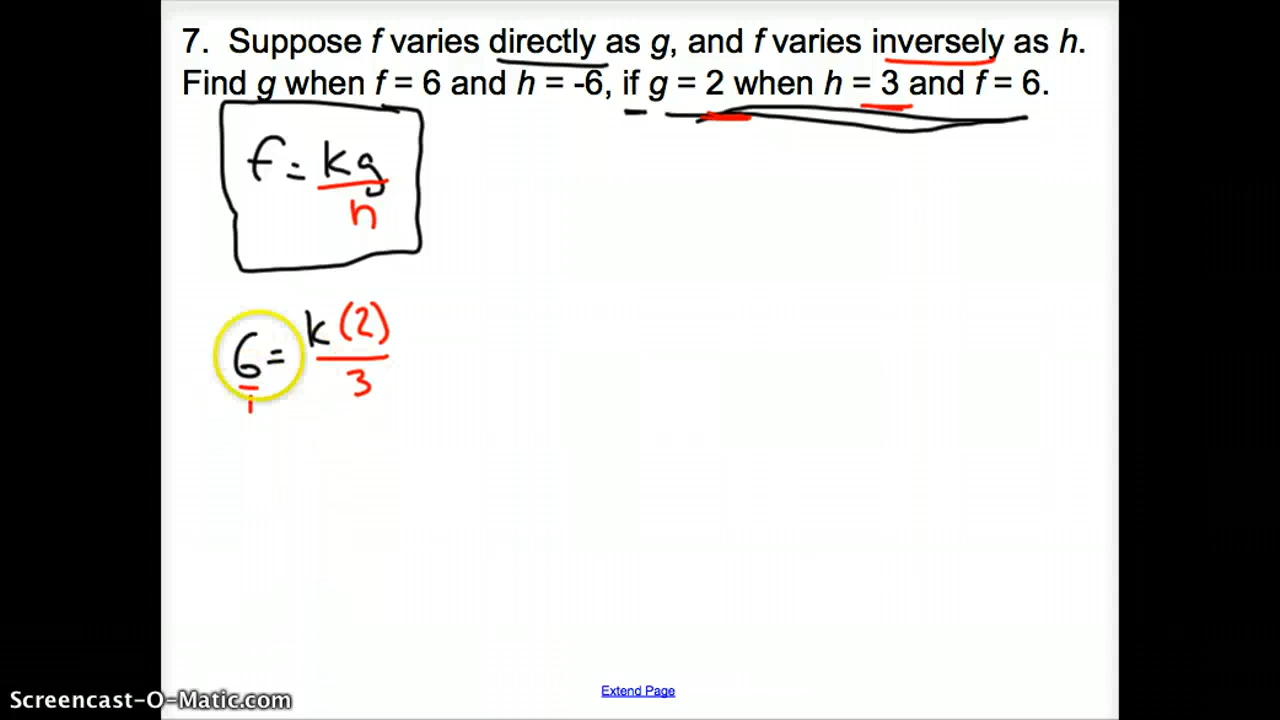 7. Suppose f varies directly as g, and f varies inversely as h.
Find g when f = 6 and h = -6, if g = 2 when h = 3 and f = 6.
f = kg
h
6 = k (2)
1
3
Extend Page
Screencast-O-Matic.com